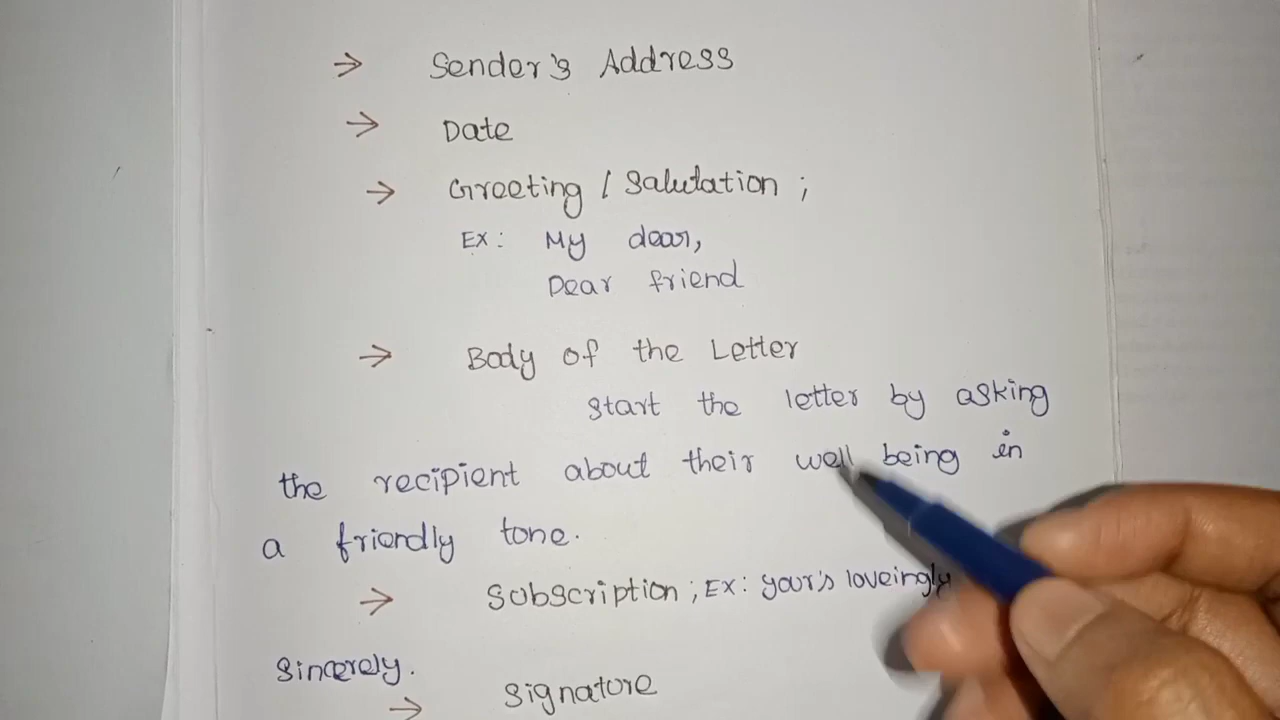 → Sender's Address
→ Date
→ Greeting / Salutation ;
EX : My dear,
Dear friend
→ Body of the Letter
start the letter by asking
the recipient about their well being in
a friendly tone.
→ Subscription ; EX : your's loveingly
Sincerely.
→ Signature